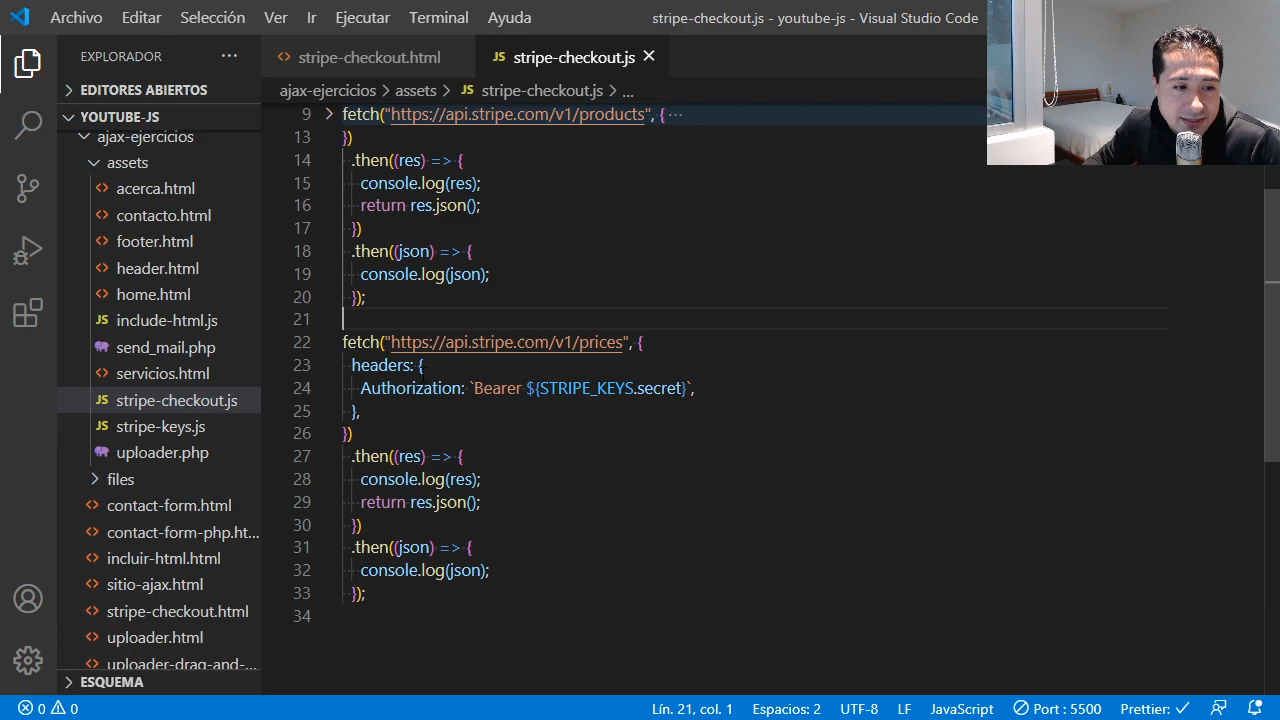 Archivo Editar Selección Ver Ir Ejecutar Terminal Ayuda stripe-checkout.js - youtube-js - Visual Studio Code
EXPLORADOR ···
EDITORES ABIERTOS
YOUTUBE-JS
ajax-ejercicios
assets
acerca.html
contacto.html
footer.html
header.html
home.html
JS include-html.js
send_mail.php
servicios.html
JS stripe-checkout.js
JS stripe-keys.js
uploader.php
files
contact-form.html
contact-form-php.ht...
incluir-html.html
sitio-ajax.html
stripe-checkout.html
uploader.html
uploader-drag-and-...
ESQUEMA
stripe-checkout.html JS stripe-checkout.js
ajax-ejercicios > assets > JS stripe-checkout.js > ...
9 fetch("https://api.stripe.com/v1/products", { ···
13 })
14 .then((res) => {
15 console.log(res);
16 return res.json();
17 })
18 .then((json) => {
19 console.log(json);
20 });
21
22 fetch("https://api.stripe.com/v1/prices", {
23 headers: {
24 Authorization: `Bearer ${STRIPE_KEYS.secret}`,
25 },
26 })
27 .then((res) => {
28 console.log(res);
29 return res.json();
30 })
31 .then((json) => {
32 console.log(json);
33 });
34
0 0 Lín. 21, col. 1 Espacios: 2 UTF-8 LF JavaScript Port : 5500 Prettier: ✓